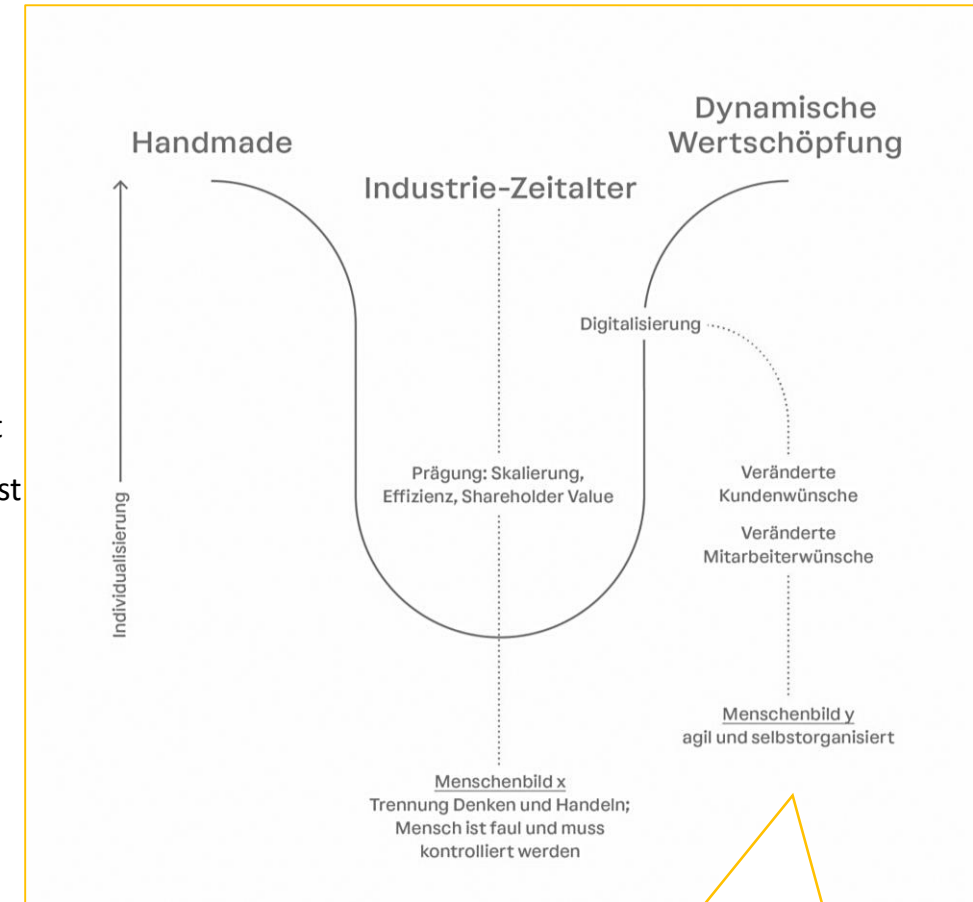 Handmade
Dynamische
Wertschöpfung
Industrie-Zeitalter
Digitalisierung
Individualisierung
Prägung: Skalierung,
Effizienz, Shareholder Value
Veränderte
Kundenwünsche
Veränderte
Mitarbeiterwünsche
Menschenbild y
agil und selbstorganisiert
Menschenbild x
Trennung Denken und Handeln;
Mensch ist faul und muss
kontrolliert werden